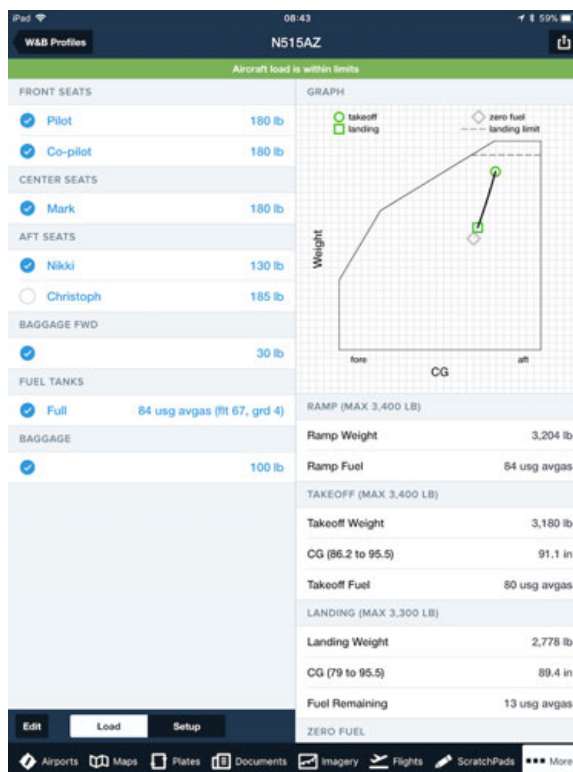 iPad 08:43 59%
W&B Profiles N515AZ
Aircraft load is within limits
FRONT SEATS
Pilot 180 lb
Co-pilot 180 lb
CENTER SEATS
Mark 180 lb
AFT SEATS
Nikki 130 lb
Christoph 185 lb
BAGGAGE FWD
30 lb
FUEL TANKS
Full 84 usg avgas (flt 67, grd 4)
BAGGAGE
100 lb
GRAPH
takeoff zero fuel
landing landing limit
Weight
fore aft
CG
RAMP (MAX 3,400 LB)
Ramp Weight 3,204 lb
Ramp Fuel 84 usg avgas
TAKEOFF (MAX 3,400 LB)
Takeoff Weight 3,180 lb
CG (86.2 to 95.5) 91.1 in
Takeoff Fuel 80 usg avgas
LANDING (MAX 3,300 LB)
Landing Weight 2,778 lb
CG (79 to 95.5) 89.4 in
Fuel Remaining 13 usg avgas
ZERO FUEL
Edit Load Setup
Airports Maps Plates Documents Imagery Flights ScratchPads More